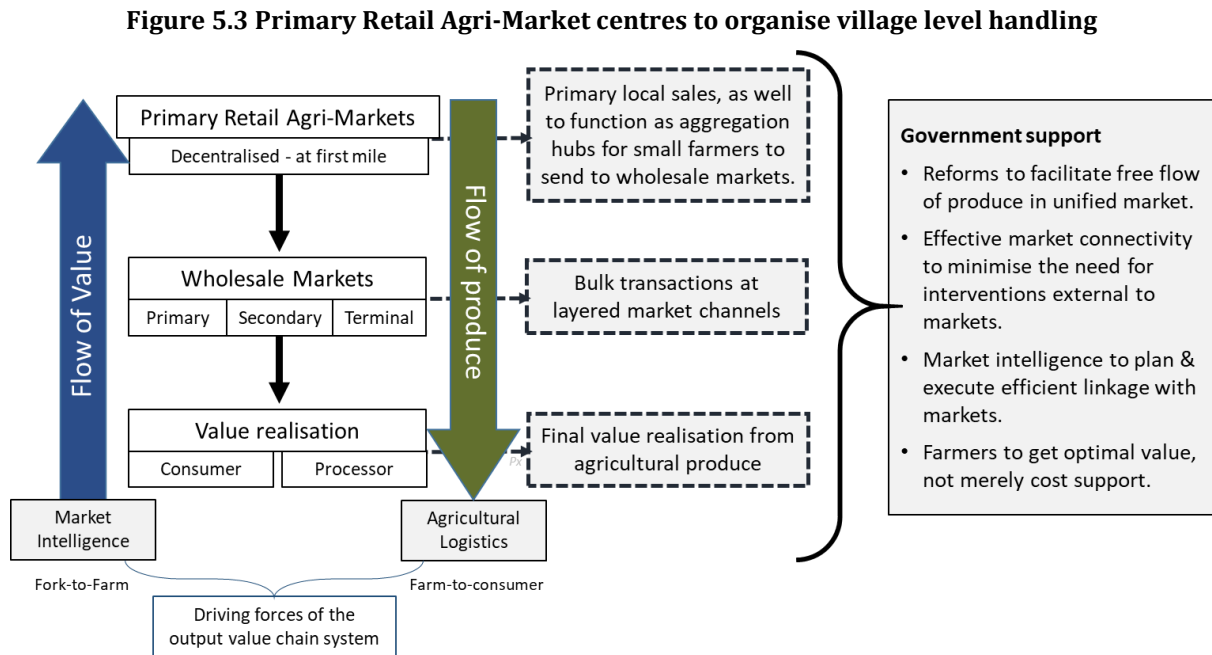 Figure 5.3 Primary Retail Agri-Market centres to organise village level handling
Flow of Value
Primary Retail Agri-Markets
Decentralised - at first mile
Wholesale Markets
Primary
Secondary
Terminal
Value realisation
Consumer
Processor
Flow of produce
Primary local sales, as well
to function as aggregation
hubs for small farmers to
send to wholesale markets.
Bulk transactions at
layered market channels
Final value realisation from
agricultural produce
Px
Government support
• Reforms to facilitate free flow
of produce in unified market.
• Effective market connectivity
to minimise the need for
interventions external to
markets.
• Market intelligence to plan &
execute efficient linkage with
markets.
• Farmers to get optimal value,
not merely cost support.
Market
Intelligence
Agricultural
Logistics
Fork-to-Farm
Farm-to-consumer
Driving forces of the
output value chain system